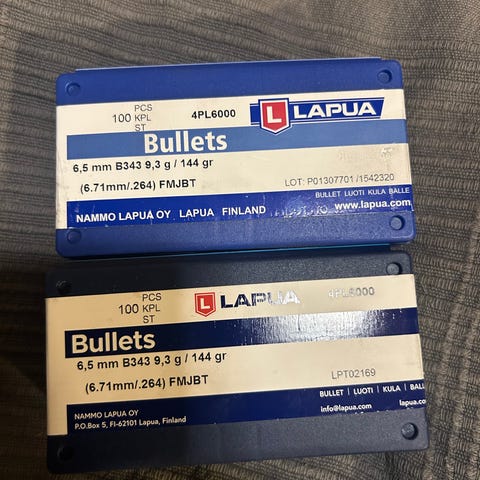 100 PCS KPL ST
4PL6000
LAPUA
Bullets
6,5 mm B343 9,3 g / 144 gr
(6.71mm/.264) FMJBT
LOT: P01307701 /1542320
BULLET LUOTI KULA BALLE
NAMMO LAPUA OY LAPUA FINLAND
www.lapua.com
100 PCS KPL ST
L LAPUA
4PL6000
Bullets
6,5 mm B343 9,3 g / 144 gr
(6.71mm/.264) FMJBT
LPT02169
BULLET | LUOTI | KULA | BALL
NAMMO LAPUA OY
P.O.Box 5, FI-62101 Lapua, Finland
info@lapua.com
lapua.co